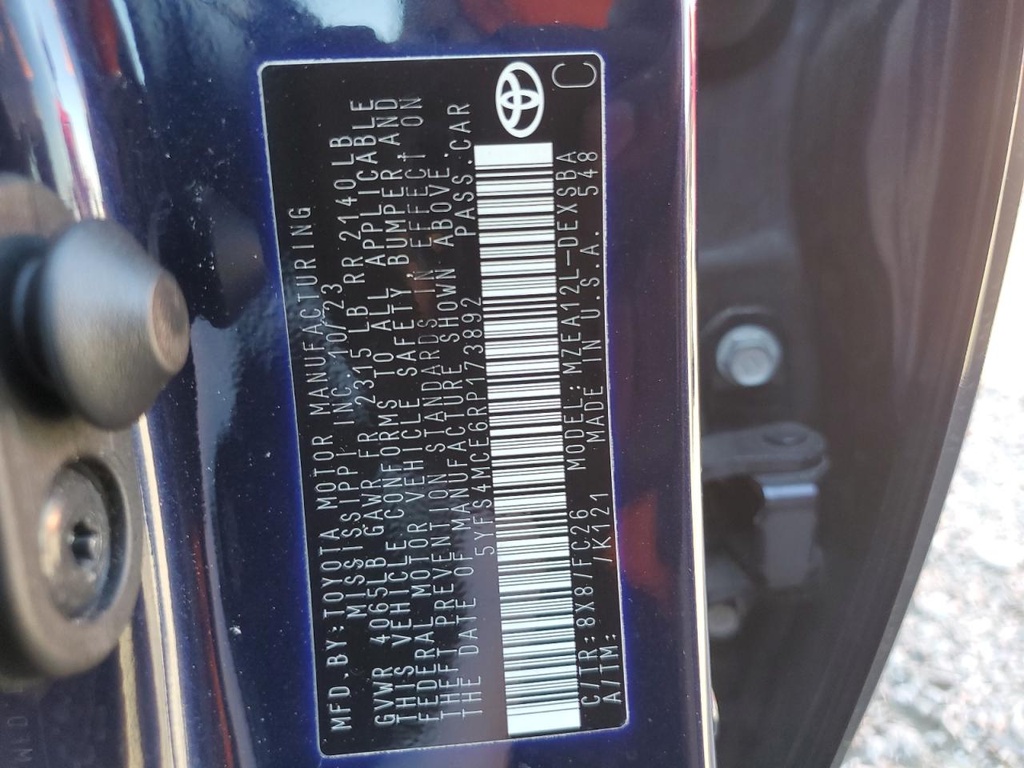 MFD.BY:TOYOTA MOTOR MANUFACTURING
MISSISSIPPI INC 10/23
GVWR 4065LB GAWR FR 2315LB RR 2140LB
THIS VEHICLE CONFORMS TO ALL APPLICABLE
FEDERAL MOTOR VEHICLE SAFETY BUMPER, AND
THEFT PREVENTION STANDARDS IN EFFECT ON
THE DATE OF MANUFACTURE SHOWN ABOVE.
5YFS4MCE6RP173892 PASS.CAR
C/TR:8X8/FC26 MODEL:MZEA12L-DEXSBA
A/TM: /K121 MADE IN U.S.A. 548
C